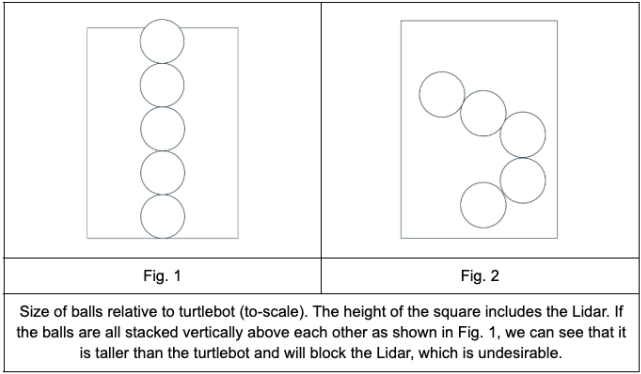 Fig. 1
Fig. 2
Size of balls relative to turtlebot (to-scale). The height of the square includes the Lidar. If
the balls are all stacked vertically above each other as shown in Fig. 1, we can see that it
is taller than the turtlebot and will block the Lidar, which is undesirable.